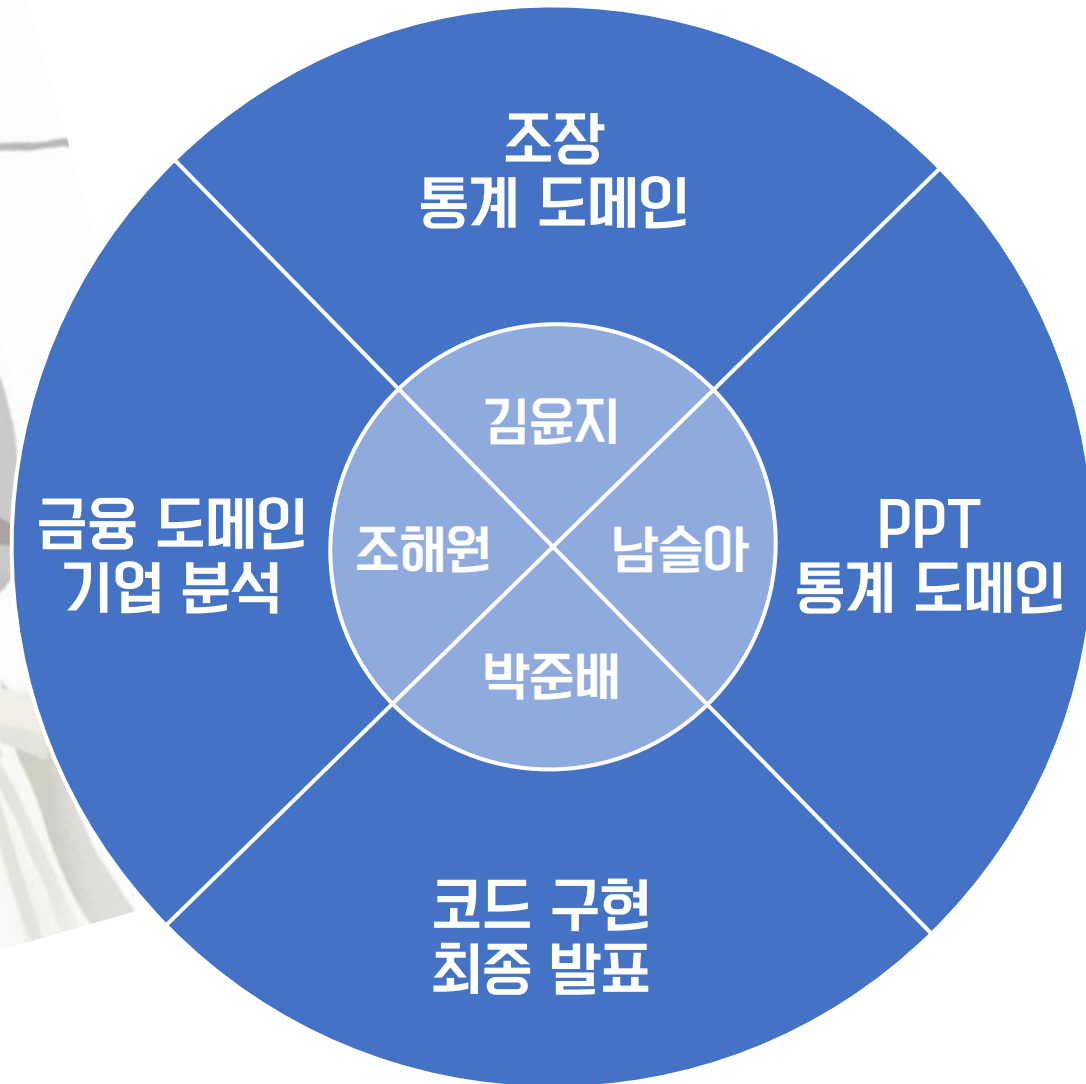 조장
통계 도메인
김윤지
금융 도메인
기업 분석
조해원
남슬아
PPT
통계 도메인
박준배
코드 구현
최종 발표